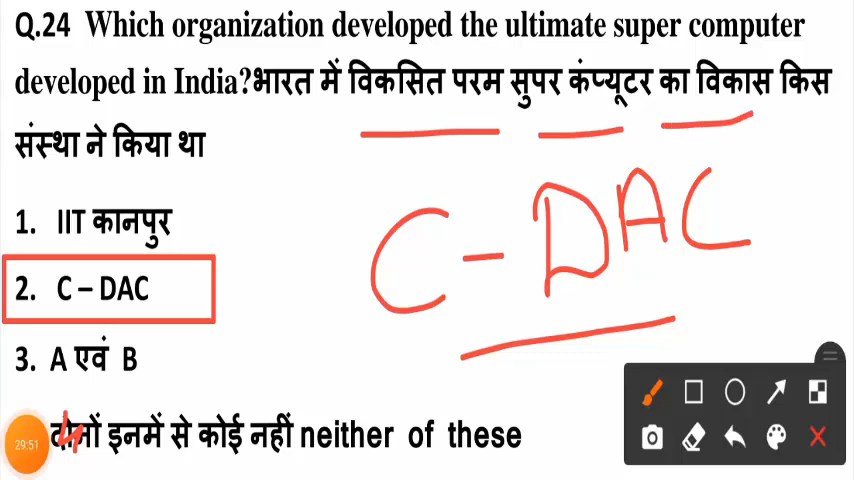 Q.24 Which organization developed the ultimate super computer
developed in India?भारत में विकसित परम सुपर कंप्यूटर का विकास किस
संस्था ने किया था
1. IIT कानपुर
C-DAC
2. C – DAC
3. A एवं B
4 दोनों इनमें से कोई नहीं neither of these
29:51